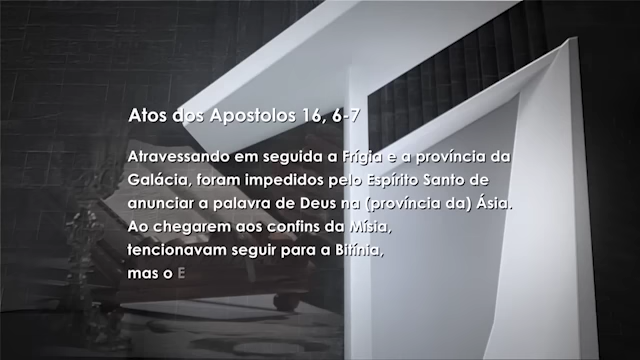 Atos dos Apostolos 16, 6-7
Atravessando em seguida a Frígia e a província da
Galácia, foram impedidos pelo Espírito Santo de
anunciar a palavra de Deus na (província da) Ásia.
Ao chegarem aos confins da Mísia,
tencionavam seguir para a Bitínia,
mas o E